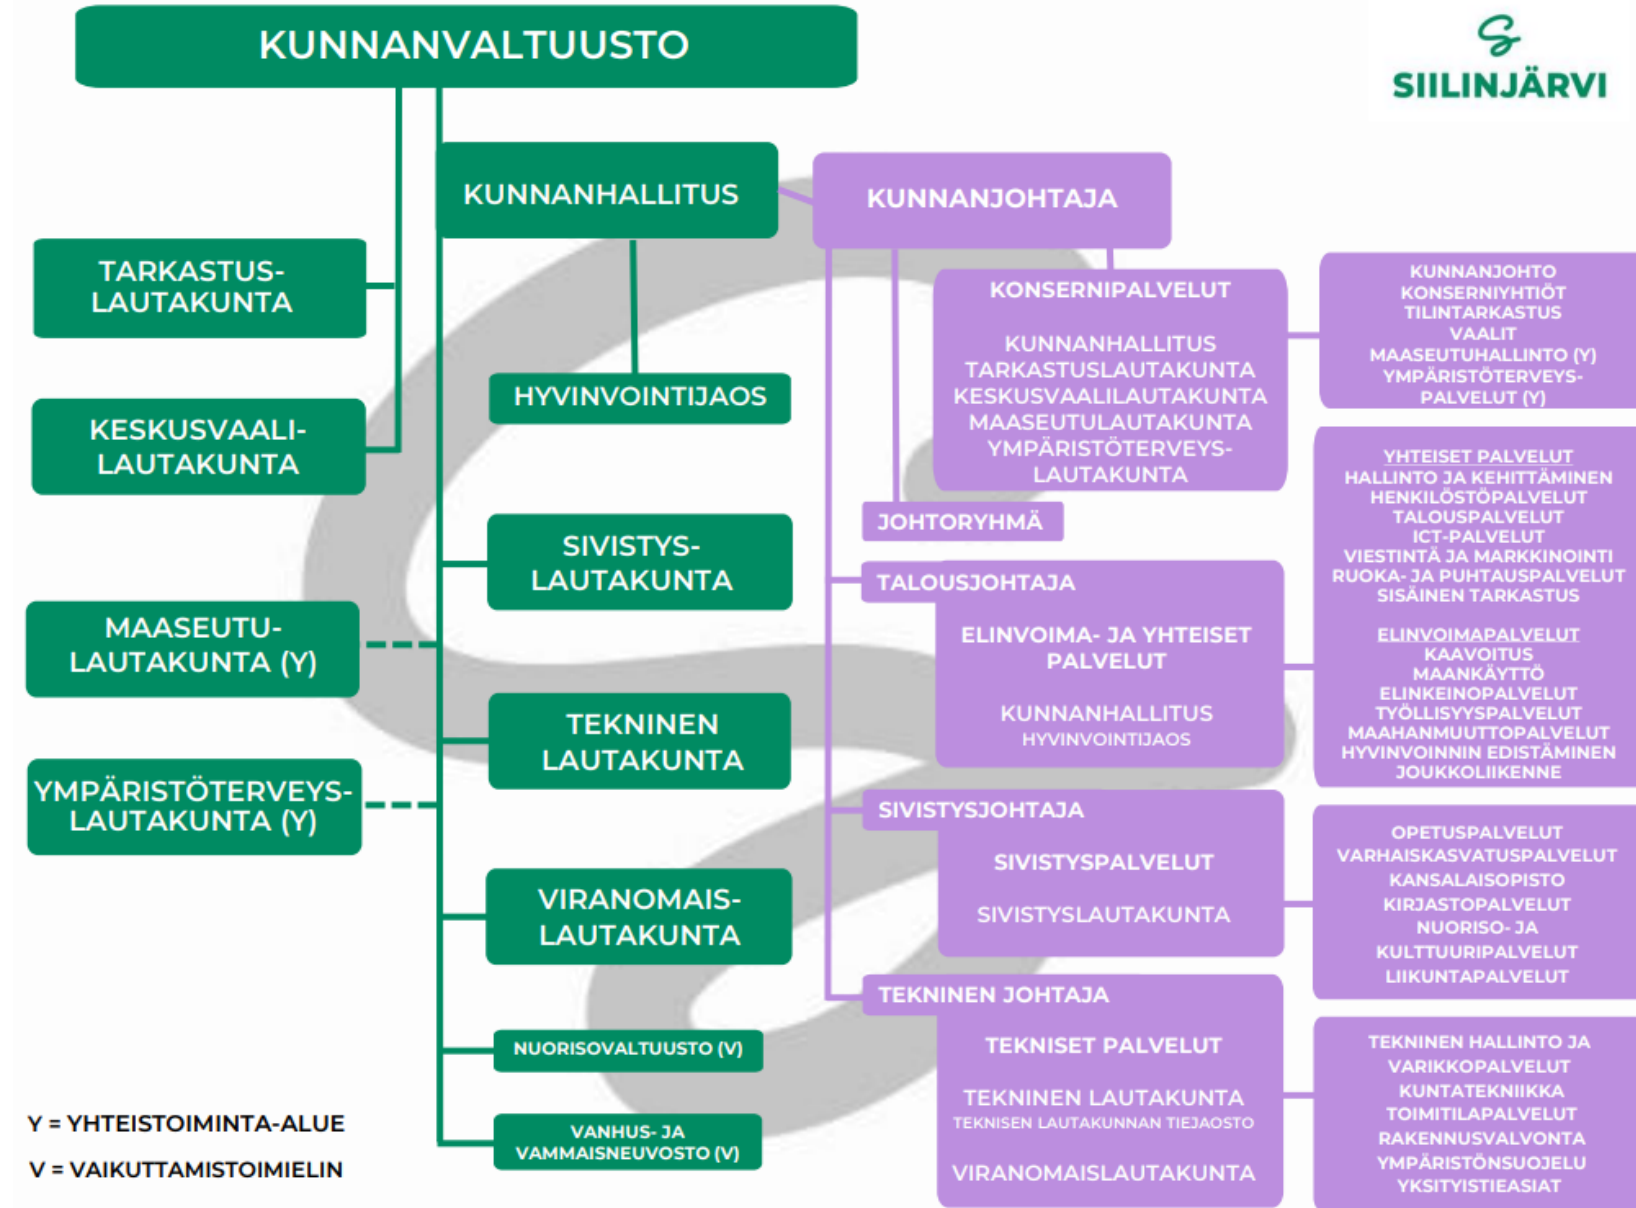 KUNNANVALTUUSTO
SIILINJÄRVI
KUNNANHALLITUS
KUNNANJOHTAJA
TARKASTUS-
LAUTAKUNTA
KESKUSVAALI-
LAUTAKUNTA
MAASEUTU-
LAUTAKUNTA (Y)
YMPÄRISTÖTERVEYS-
LAUTAKUNTA (Y)
HYVINVOINTIJAOS
SIVISTYS-
LAUTAKUNTA
TEKNINEN
LAUTAKUNTA
VIRANOMAIS-
LAUTAKUNTA
NUORISOVALTUUSTO (V)
VANHUS- JA
VAMMAISNEUVOSTO (V)
KONSERNIPALVELUT
KUNNANHALLITUS
TARKASTUSLAUTAKUNTA
KESKUSVAALILAUTAKUNTA
MAASEUTULAUTAKUNTA
YMPÄRISTÖTERVEYS-
LAUTAKUNTA
KUNNANJOHTO
KONSERNIYHTIÖT
TILINTARKASTUS
VAALIT
MAASEUTUHALLINTO (Y)
YMPÄRISTÖTERVEYS-
PALVELUT (Y)
JOHTORYHMÄ
TALOUSJOHTAJA
ELINVOIMA- JA YHTEISET
PALVELUT
KUNNANHALLITUS
HYVINVOINTIJAOS
YHTEISET PALVELUT
HALLINTO JA KEHITTÄMINEN
HENKILÖSTÖPALVELUT
TALOUSPALVELUT
ICT-PALVELUT
VIESTINTÄ JA MARKKINOINTI
RUOKA- JA PUHTAUSPALVELUT
SISÄINEN TARKASTUS
ELINVOIMAPALVELUT
KAAVOITUS
MAANKÄYTTÖ
ELINKEINOPALVELUT
TYÖLLISYYSPALVELUT
MAAHANMUUTTOPALVELUT
HYVINVOINNIN EDISTÄMINEN
JOUKKOLIIKENNE
SIVISTYSJOHTAJA
SIVISTYSPALVELUT
SIVISTYSLAUTAKUNTA
OPETUSPALVELUT
VARHAISKASVATUSPALVELUT
KANSALAISOPISTO
KIRJASTOPALVELUT
NUORISO- JA
KULTTUURIPALVELUT
LIIKUNTAPALVELUT
TEKNINEN JOHTAJA
TEKNISET PALVELUT
TEKNINEN LAUTAKUNTA
TEKNISEN LAUTAKUNNAN TIEJAOSTO
VIRANOMAISLAUTAKUNTA
TEKNINEN HALLINTO JA
VARIKKOPALVELUT
KUNTATEKNIIKKA
TOIMITILAPALVELUT
RAKENNUSVALVONTA
YMPÄRISTÖNSUOJELU
YKSITYISTIEASIAT
Y = YHTEISTOIMINTA-ALUE
V = VAIKUTTAMISTOIMIELIN